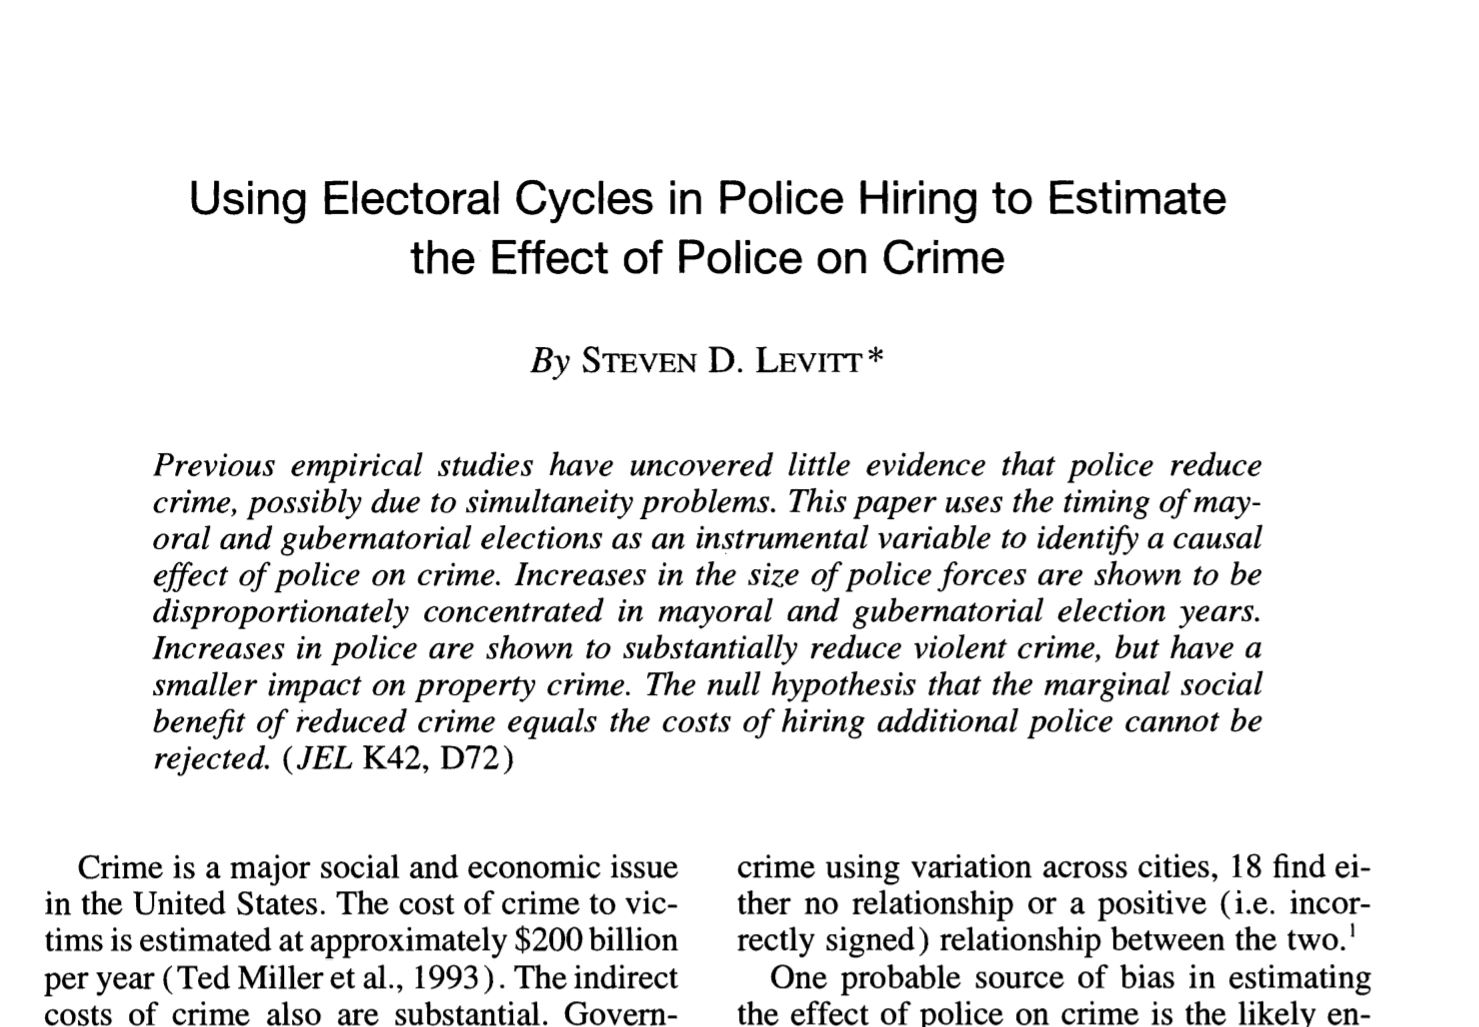 Using Electoral Cycles in Police Hiring to Estimate
the Effect of Police on Crime
By STEVEN D. LEVITT*
Previous empirical studies have uncovered little evidence that police reduce
crime, possibly due to simultaneity problems. This paper uses the timing of may-
oral and gubernatorial elections as an instrumental variable to identify a causal
effect of police on crime. Increases in the size of police forces are shown to be
disproportionately concentrated in mayoral and gubernatorial election years.
Increases in police are shown to substantially reduce violent crime, but have a
smaller impact on property crime. The null hypothesis that the marginal social
benefit of reduced crime equals the costs of hiring additional police cannot be
rejected. (JEL K42, D72)
Crime is a major social and economic issue
in the United States. The cost of crime to vic-
tims is estimated at approximately $200 billion
per year (Ted Miller et al., 1993). The indirect
costs of crime also are substantial. Govern-
crime using variation across cities, 18 find ei-
ther no relationship or a positive (i.e. incor-
rectly signed) relationship between the two.¹
One probable source of bias in estimating
the effect of police on crime is the likely en-